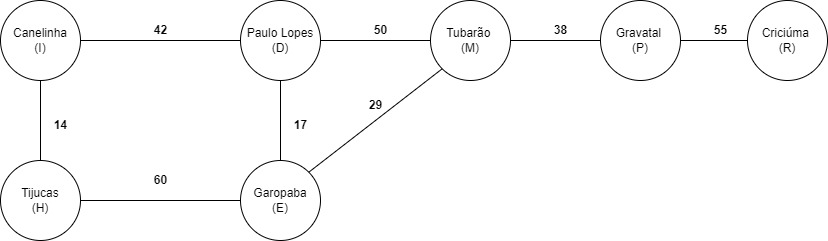 Canelinha
(I)
42
Paulo Lopes
(D)
50
Tubarão
(M)
38
Gravatal
(P)
55
Criciúma
(R)
14
17
29
Tijucas
(H)
60
Garopaba
(E)